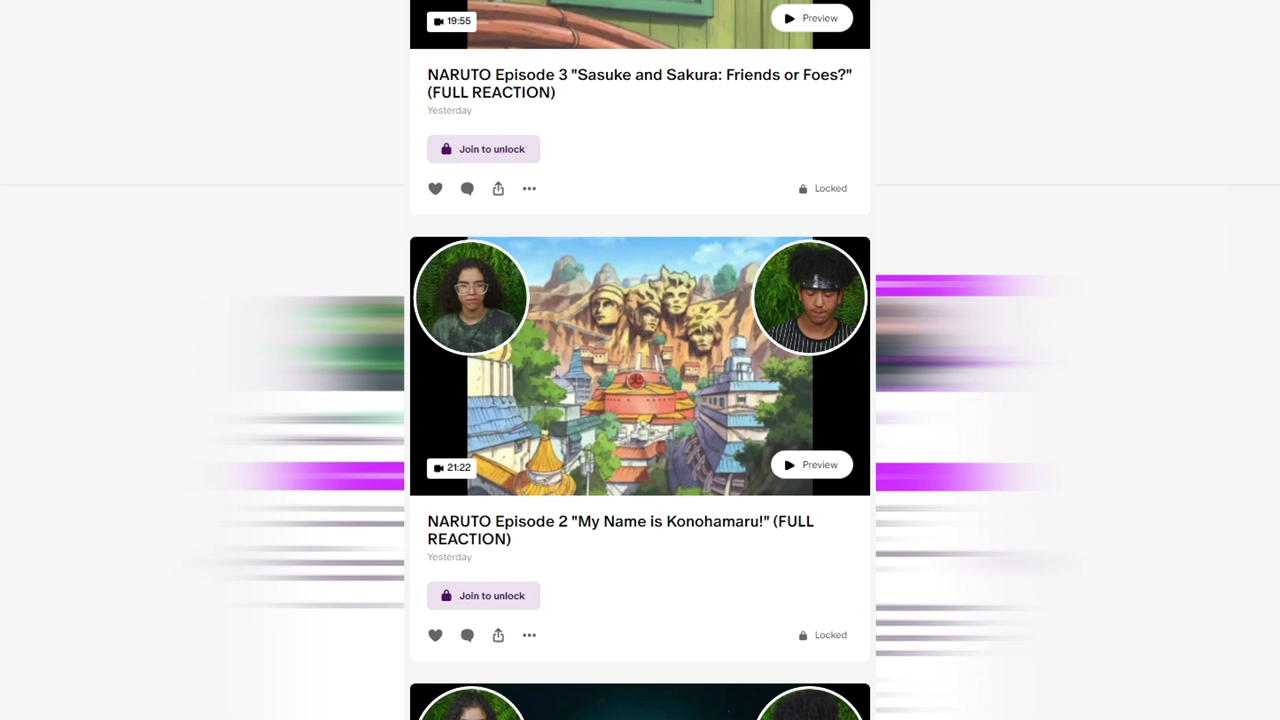 19:55
Preview
NARUTO Episode 3 "Sasuke and Sakura: Friends or Foes?"
(FULL REACTION)
Yesterday
Join to unlock
Locked
21:22
Preview
NARUTO Episode 2 "My Name is Konohamaru!" (FULL
REACTION)
Yesterday
Join to unlock
Locked